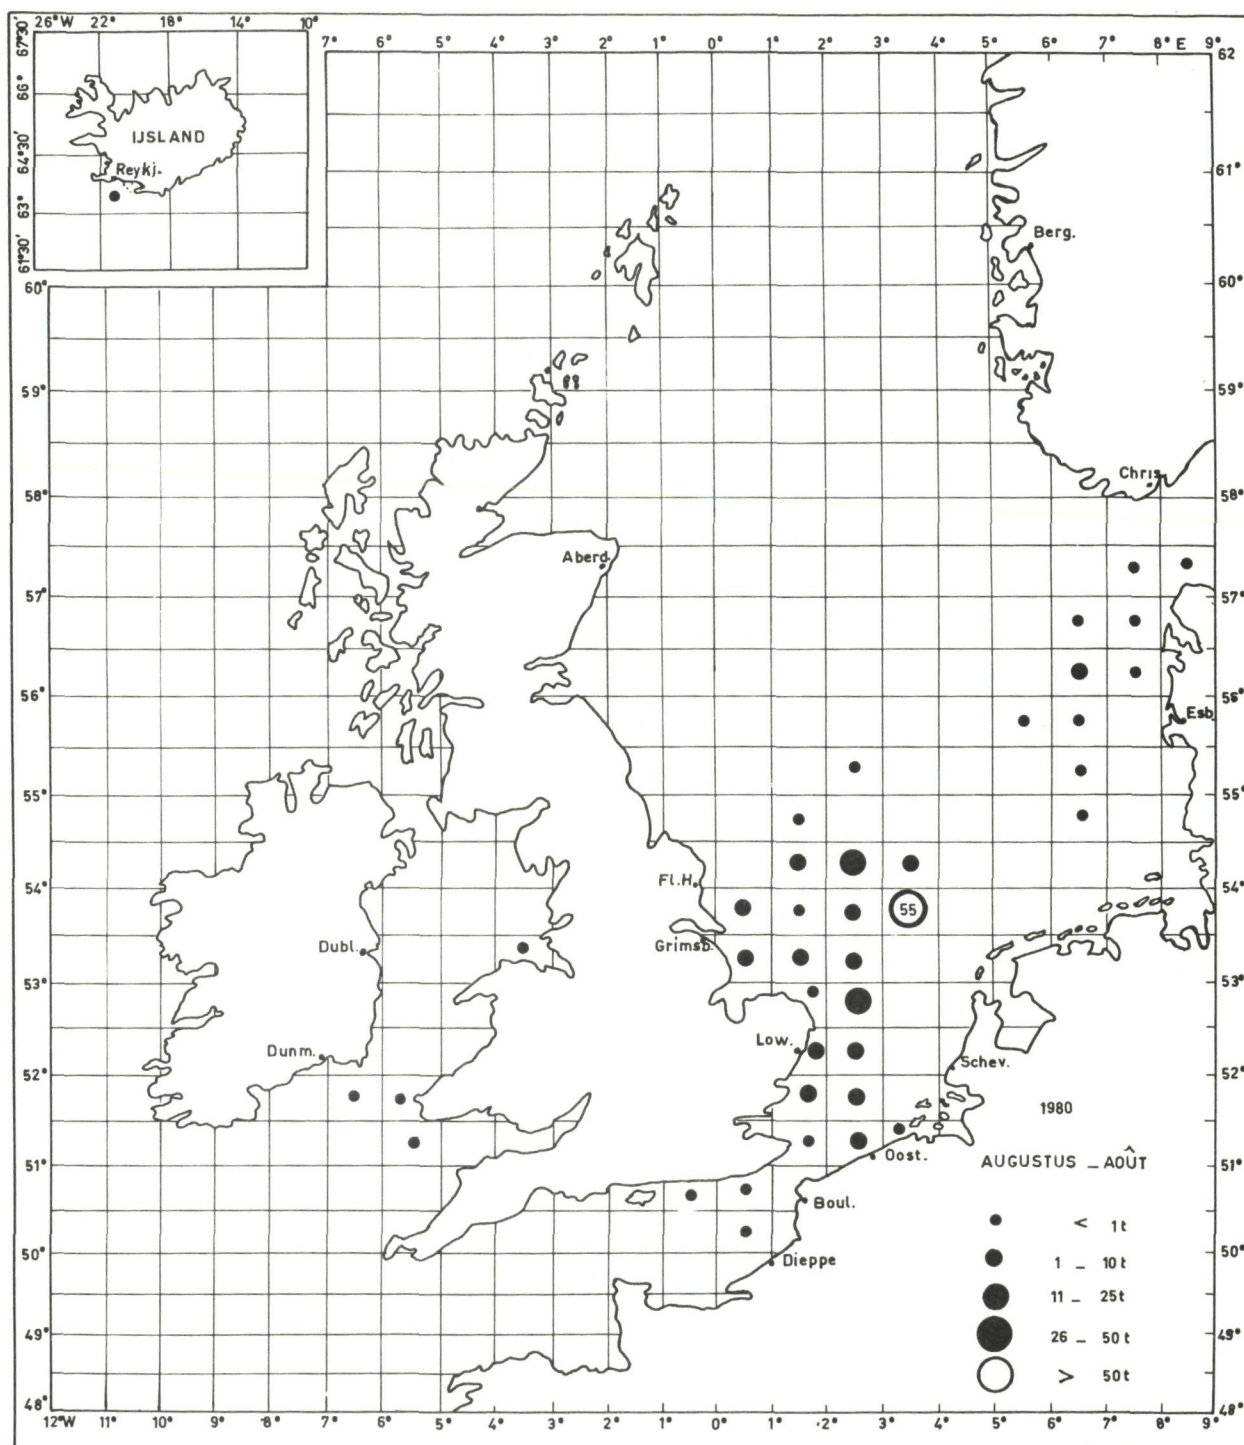 26°W 22° 18° 14° 10°
67°30'
66°
64°30'
63°
61°30'
IJSLAND
Reykj.
7° 6° 5° 4° 3° 2° 1° 0° 1° 2° 3° 4° 5° 6° 7° 8° E 9°
62
61°
61°
Berg.
60°
60°
59°
59°
Chris
58°
58°
Aberd.
57°
57°
56°
56°
Esb
55°
55°
Fl.H.
54°
54°
55
Dubl.
Grimsb.
53°
53°
Dunm.
Low.
Schev.
52°
52°
1980
Oost.
51°
51°
AUGUSTUS _ AOÛT
Boul.
< 1t
50°
50°
Dieppe
1 _ 10t
11 _ 25t
49°
49°
26 _ 50t
> 50t
48°
48°
12°W 10° 9° 8° 7° 6° 5° 4° 3° 2° 1° 0° 1° 2° 3° 4° 5° 6° 7° 8° 9°